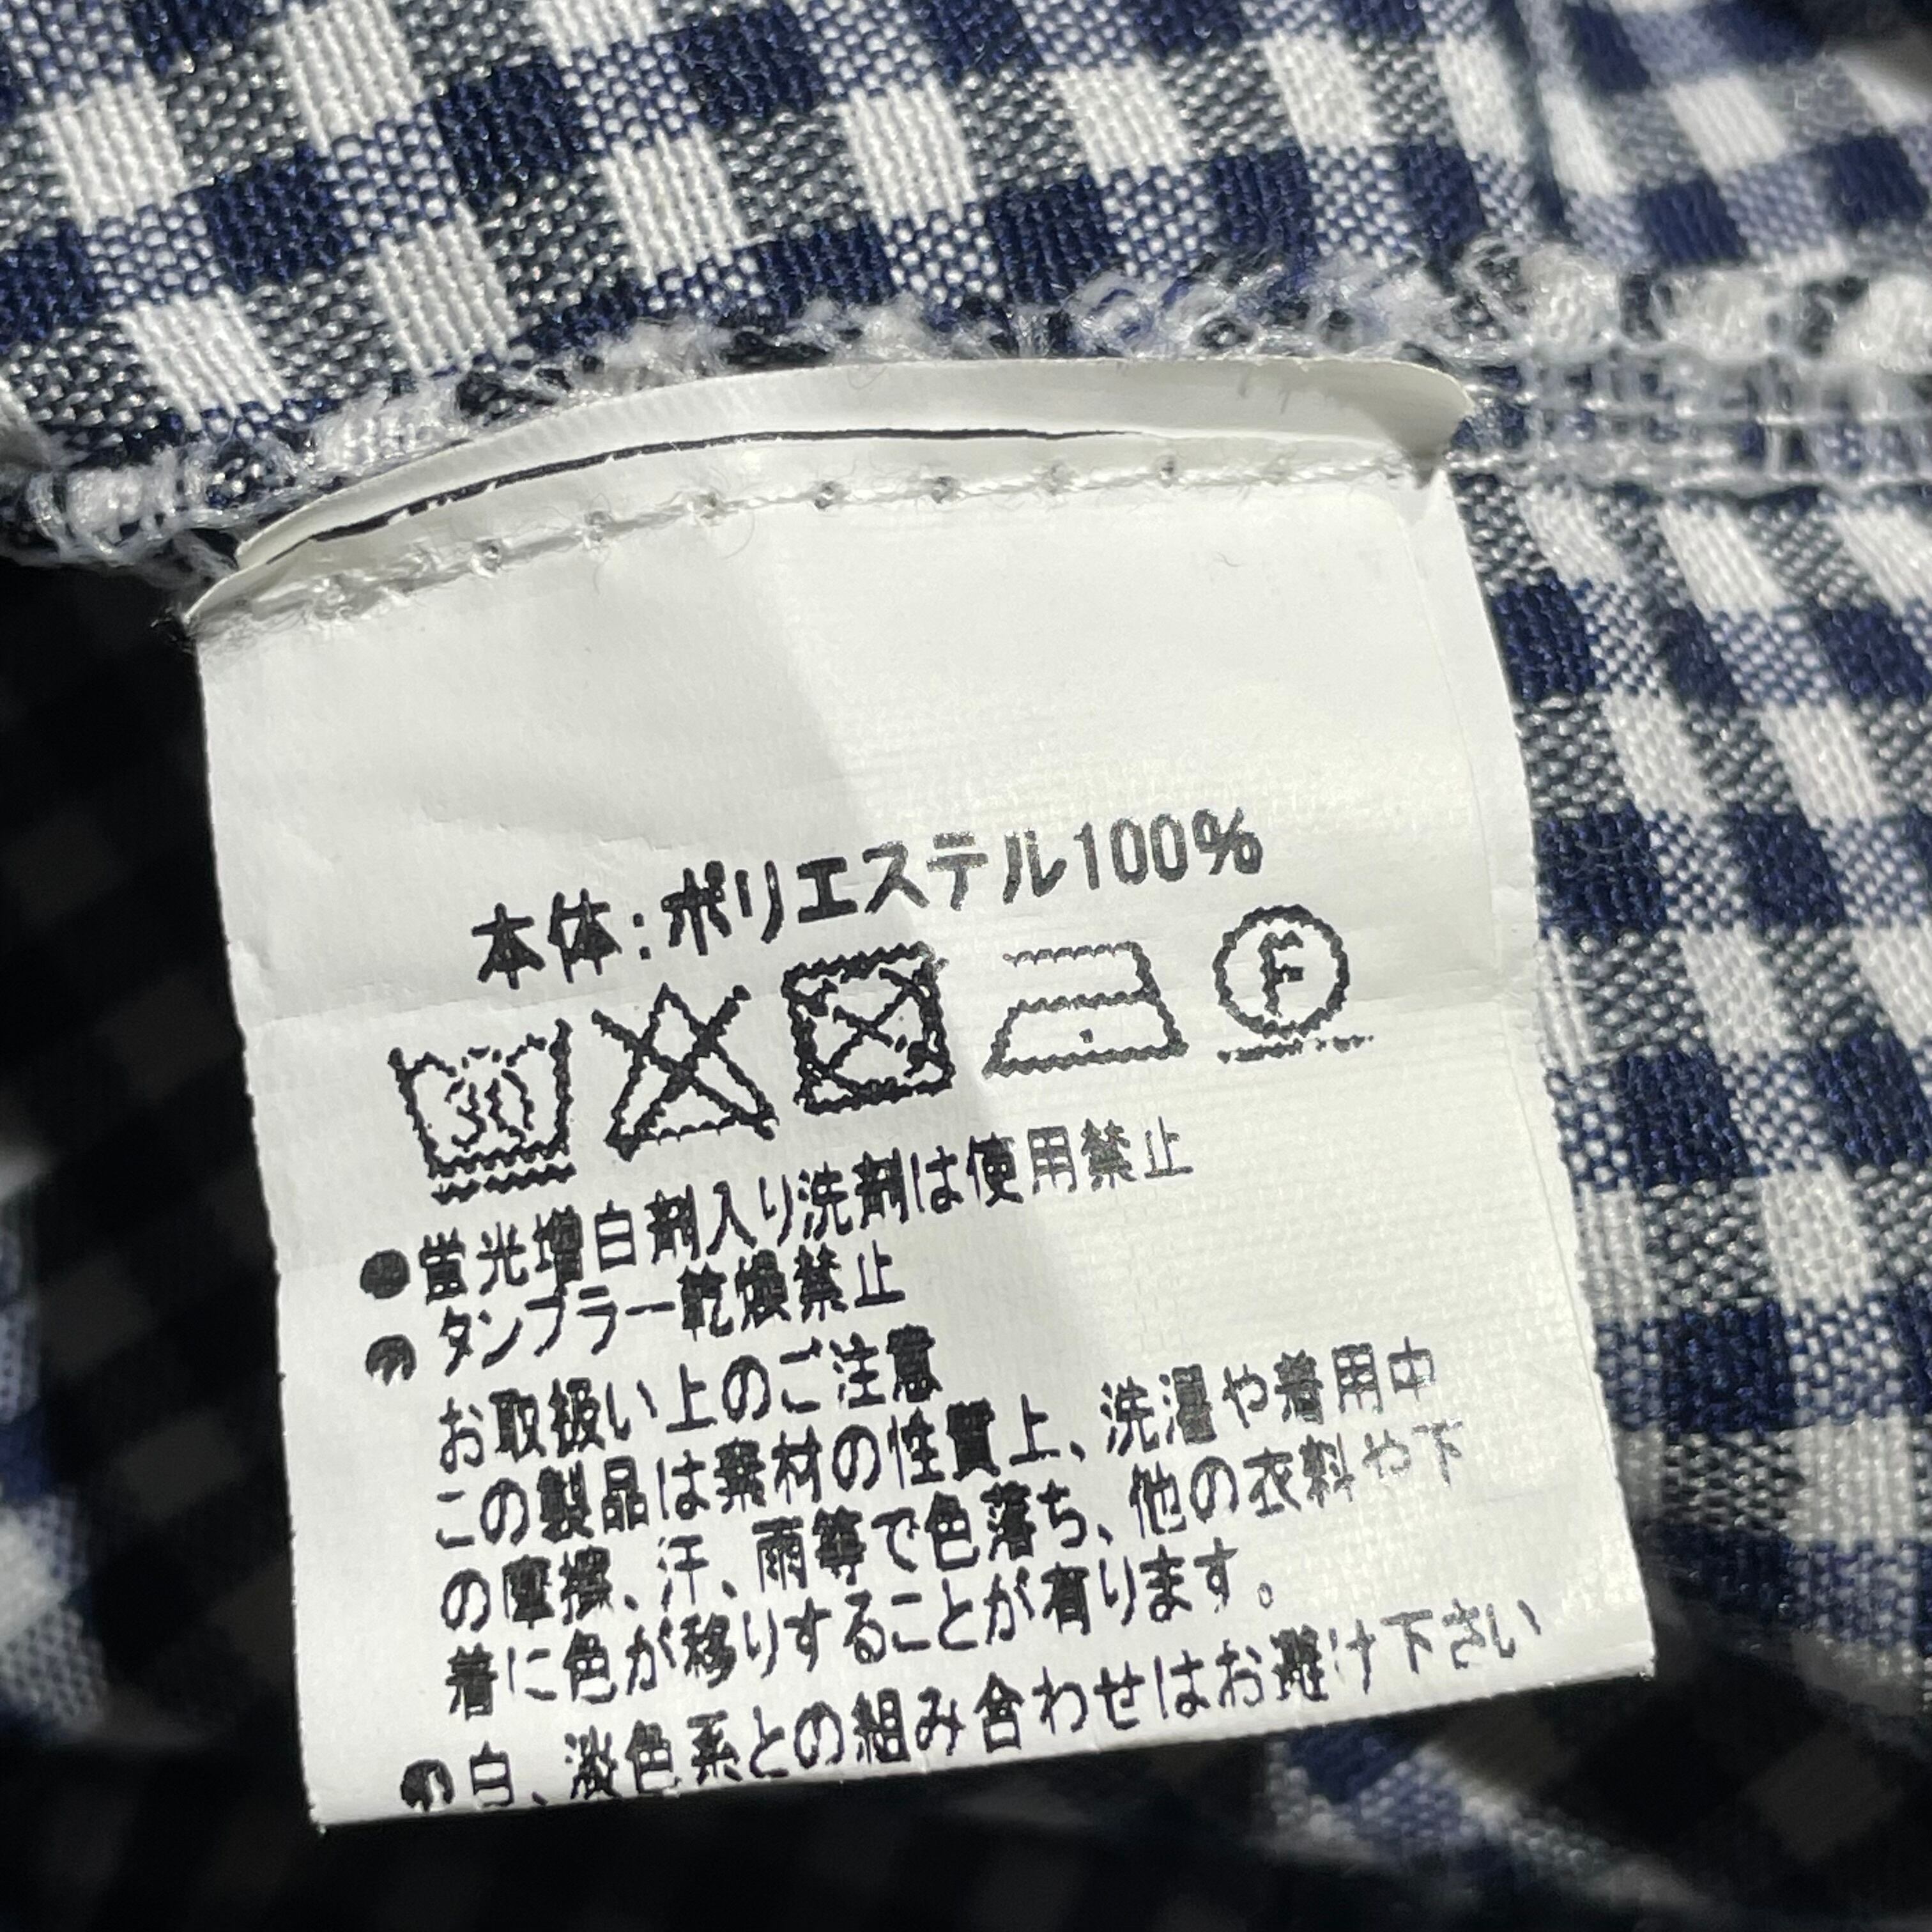 本体:ポリエステル100%
30
F
●蛍光増白剤入り洗剤は使用禁止
●タンブラー乾燥禁止
お取扱い上のご注意
この製品は素材の性質上、洗濯や着用中
の摩擦、汗、雨等で色落ち、他の衣料や下
着に色が移りすることが有ります。
●白、淡色系との組み合わせはお避け下さい